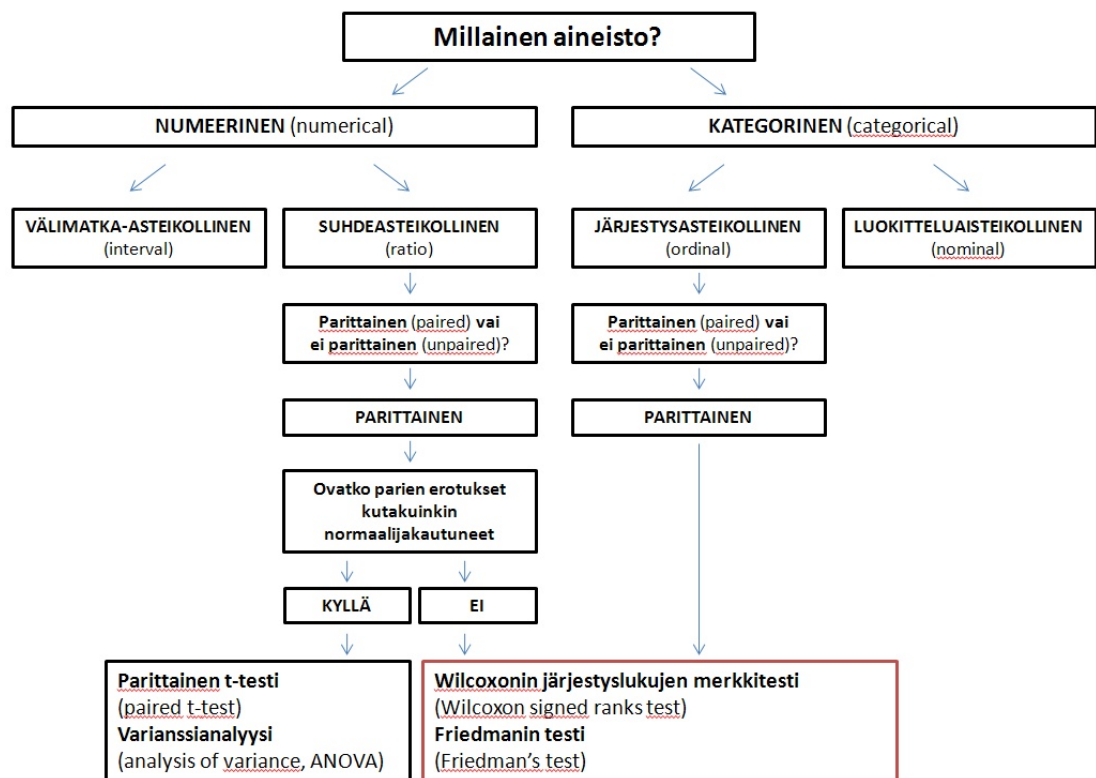 Millainen aineisto?
NUMEERINEN (numerical)
KATEGORINEN (categorical)
VÄLIMATKA-ASTEIKOLLINEN
(interval)
SUHDEASTEIKOLLINEN
(ratio)
JÄRJESTYSASTEIKOLLINEN
(ordinal)
LUOKITTELUAISTEIKOLLINEN
(nominal)
Parittainen (paired) vai
ei parittainen (unpaired)?
Parittainen (paired) vai
ei parittainen (unpaired)?
PARITTAINEN
PARITTAINEN
Ovatko parien erotukset
kutakuinkin
normaalijakautuneet
KYLLÄ
EI
Parittainen t-testi
(paired t-test)
Varianssianalyysi
(analysis of variance, ANOVA)
Wilcoxonin järjestyslukujen merkkitesti
(Wilcoxon signed ranks test)
Friedmanin testi
(Friedman's test)